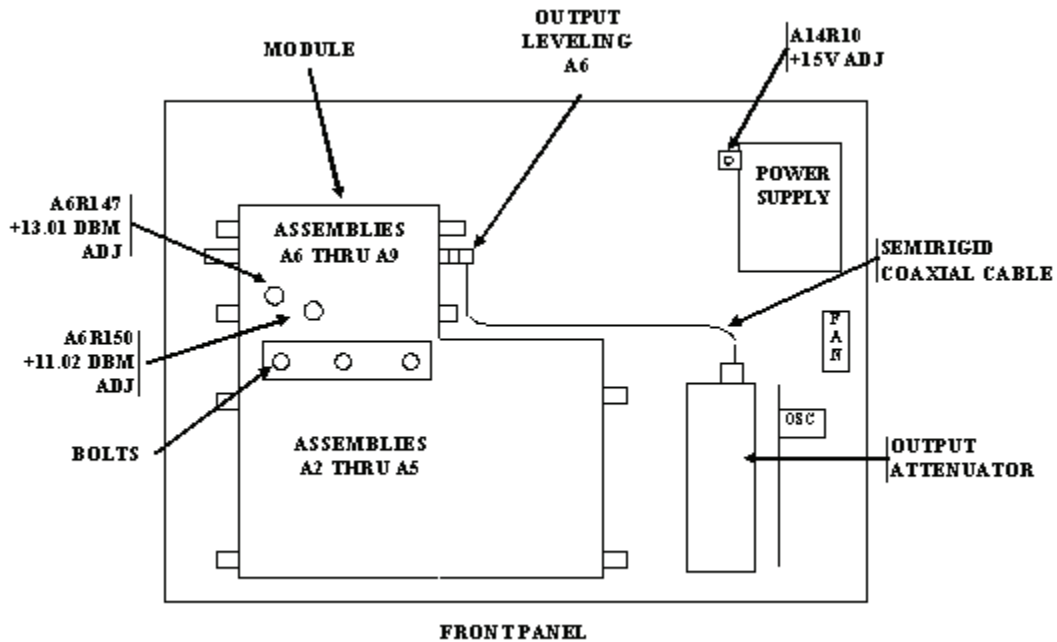 OUTPUT
LEVELING
A6
A14R10
+15V ADJ
MODULE
POWER
SUPPLY
A6R147
+13.01 DBM
ADJ
ASSEMBLIES
A6 THRU A9
SEMIRIGID
COAXIAL CABLE
A6R150
+11.02 DBM
ADJ
FAN
BOLTS
ASSEMBLIES
A2 THRU A5
OSC
OUTPUT
ATTENUATOR
FRONT PANEL